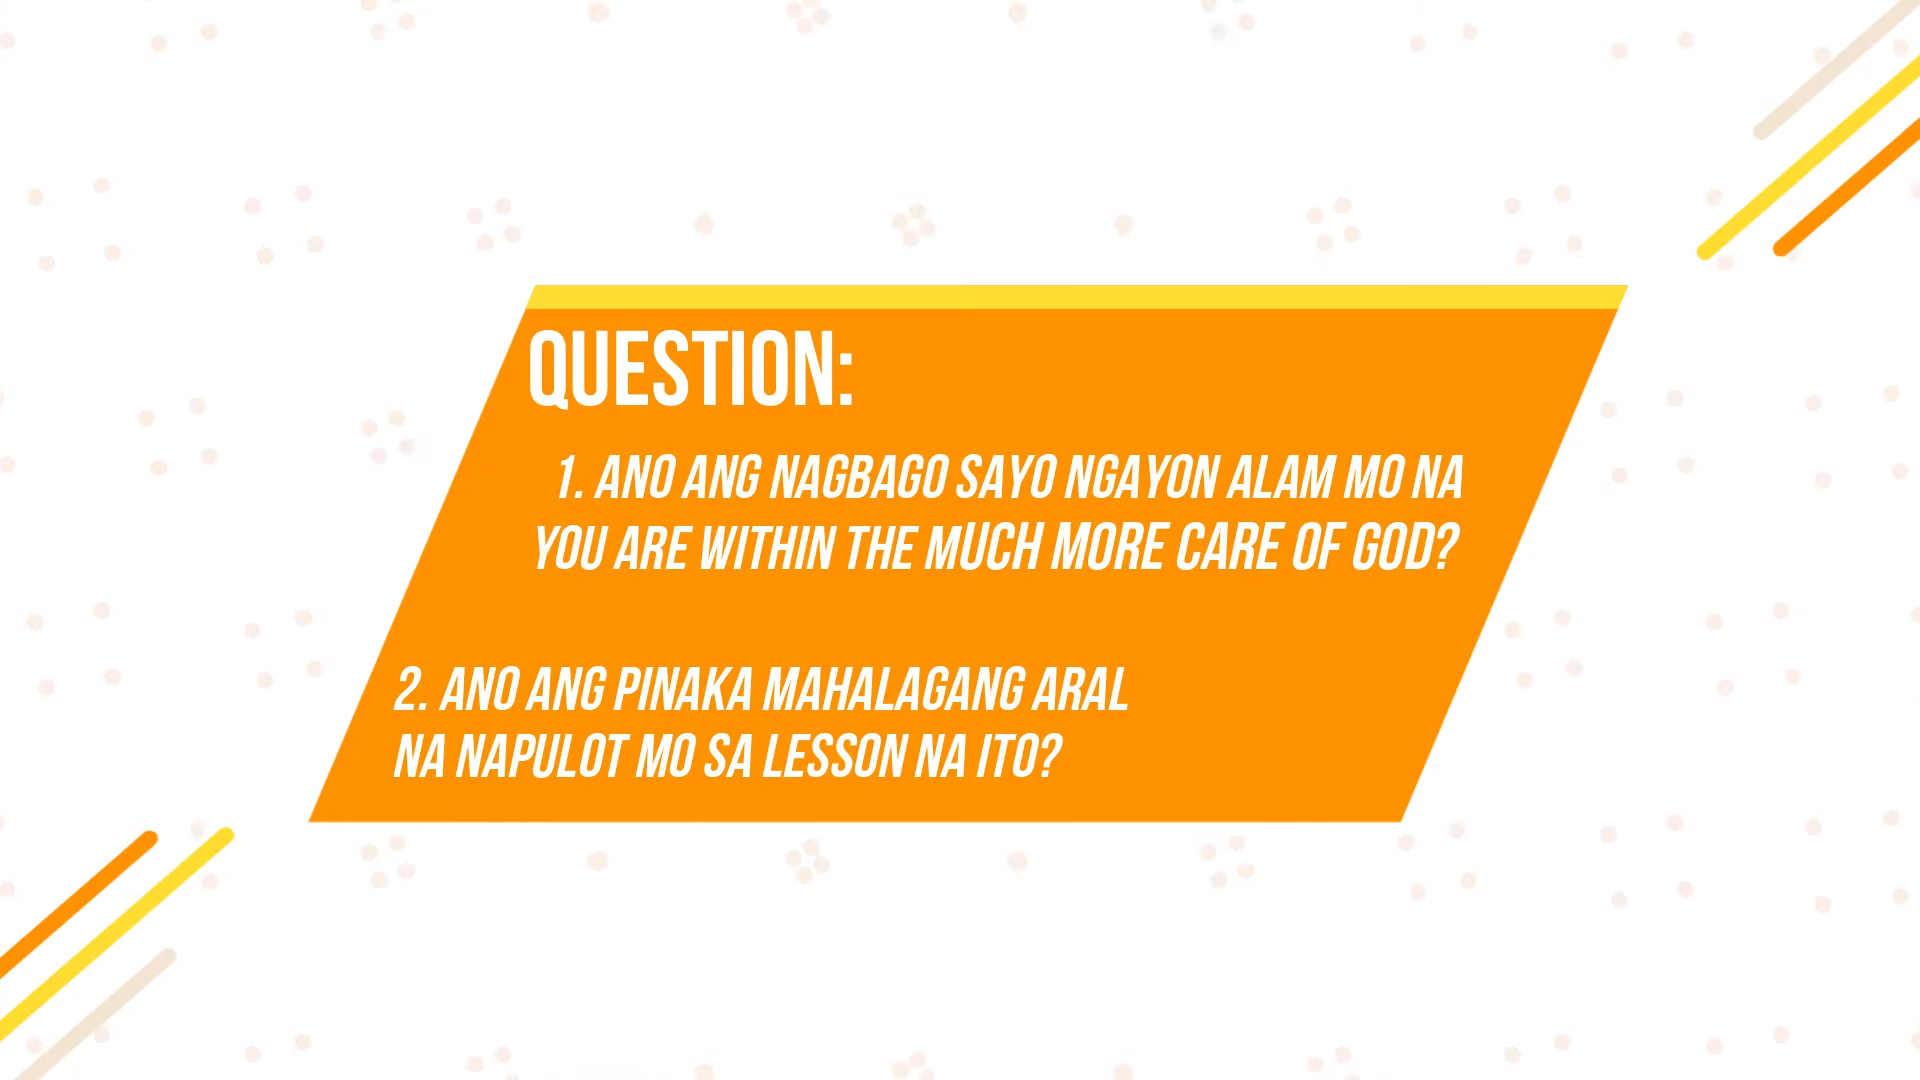 QUESTION:
1. ANO ANG NAGBAGO SAYO NGAYON ALAM MO NA
YOU ARE WITHIN THE MUCH MORE CARE OF GOD?
2. ANO ANG PINAKA MAHALAGANG ARAL
NA NAPULOT MO SA LESSON NA ITO?